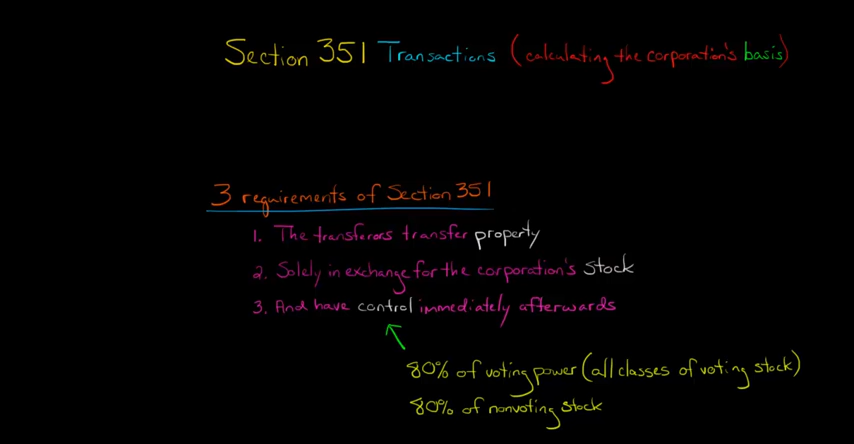 Section 351 Transactions (calculating the corporation's basis)
3 requirements of Section 351
1. The transferors transfer property
2. Solely in exchange for the corporation's stock
3. And have control immediately afterwards
80% of voting power (all classes of voting stock)
80% of nonvoting stock